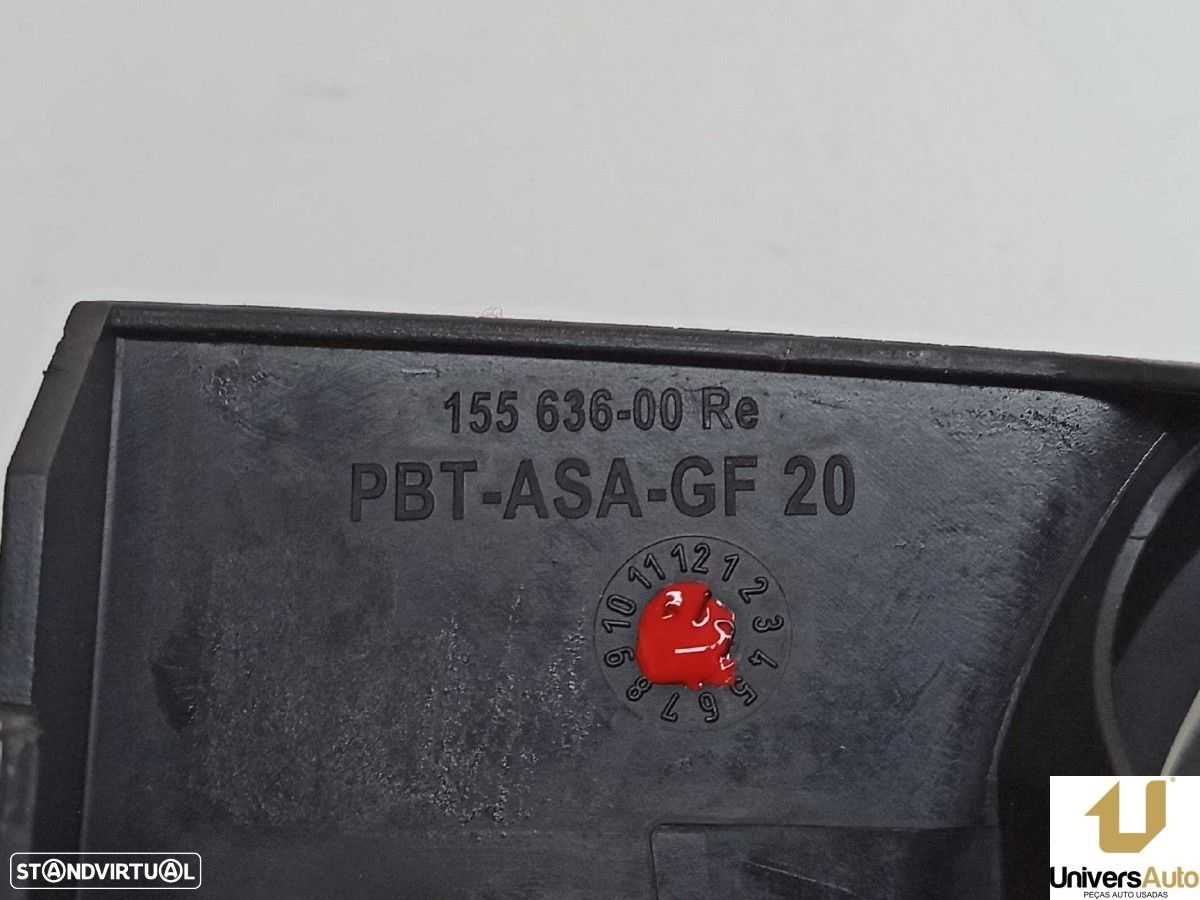 155 636-00 Re
PBT-ASA-GF 20
12 1 2 3 4 5 6 7 8 9 10 11
STANDVIRTUAL
UniversAuto
PEÇAS AUTO USADAS